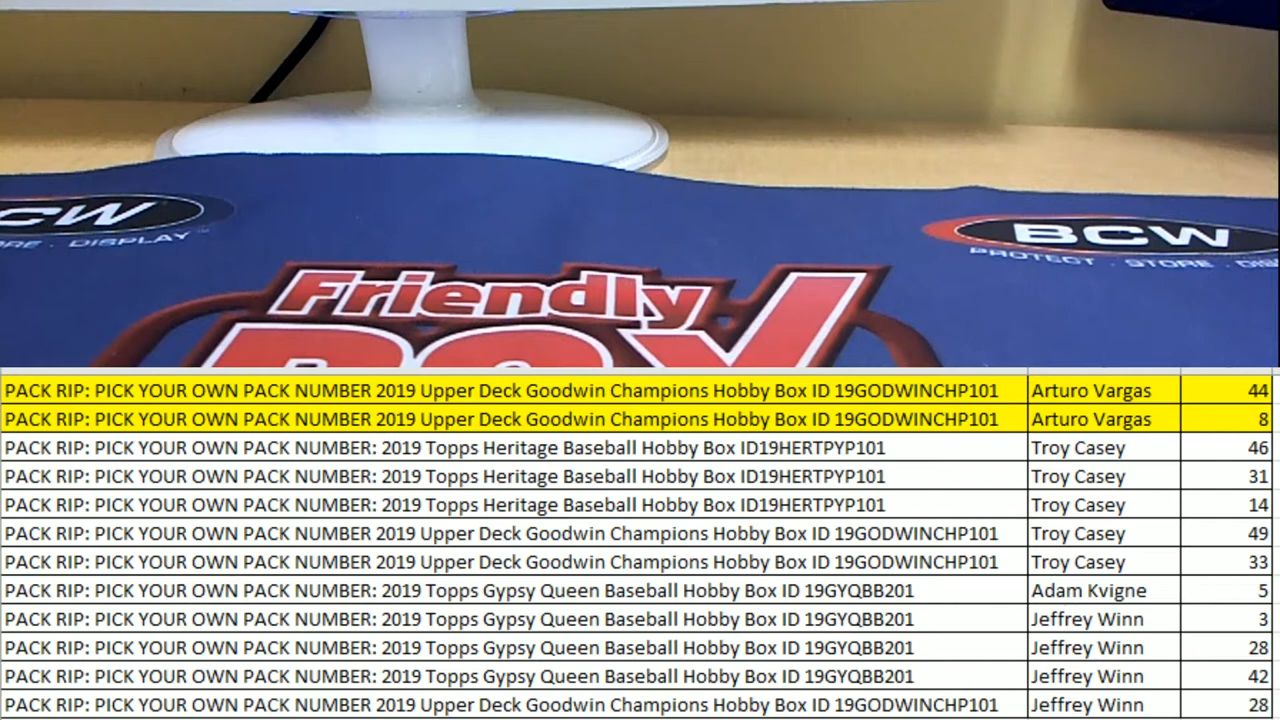 CW
BCW
ORE . DISPLAY
PROTECT . STORE .
Friendly
PACK RIP: PICK YOUR OWN PACK NUMBER 2019 Upper Deck Goodwin Champions Hobby Box ID 19GODWINCHP101 Arturo Vargas 44
PACK RIP: PICK YOUR OWN PACK NUMBER 2019 Upper Deck Goodwin Champions Hobby Box ID 19GODWINCHP101 Arturo Vargas 8
PACK RIP: PICK YOUR OWN PACK NUMBER: 2019 Topps Heritage Baseball Hobby Box ID19HERTPYP101 Troy Casey 46
PACK RIP: PICK YOUR OWN PACK NUMBER: 2019 Topps Heritage Baseball Hobby Box ID19HERTPYP101 Troy Casey 31
PACK RIP: PICK YOUR OWN PACK NUMBER: 2019 Topps Heritage Baseball Hobby Box ID19HERTPYP101 Troy Casey 14
PACK RIP: PICK YOUR OWN PACK NUMBER 2019 Upper Deck Goodwin Champions Hobby Box ID 19GODWINCHP101 Troy Casey 49
PACK RIP: PICK YOUR OWN PACK NUMBER 2019 Upper Deck Goodwin Champions Hobby Box ID 19GODWINCHP101 Troy Casey 33
PACK RIP: PICK YOUR OWN PACK NUMBER: 2019 Topps Gypsy Queen Baseball Hobby Box ID 19GYQBB201 Adam Kvigne 5
PACK RIP: PICK YOUR OWN PACK NUMBER: 2019 Topps Gypsy Queen Baseball Hobby Box ID 19GYQBB201 Jeffrey Winn 3
PACK RIP: PICK YOUR OWN PACK NUMBER: 2019 Topps Gypsy Queen Baseball Hobby Box ID 19GYQBB201 Jeffrey Winn 28
PACK RIP: PICK YOUR OWN PACK NUMBER: 2019 Topps Gypsy Queen Baseball Hobby Box ID 19GYQBB201 Jeffrey Winn 42
PACK RIP: PICK YOUR OWN PACK NUMBER 2019 Upper Deck Goodwin Champions Hobby Box ID 19GODWINCHP101 Jeffrey Winn 28